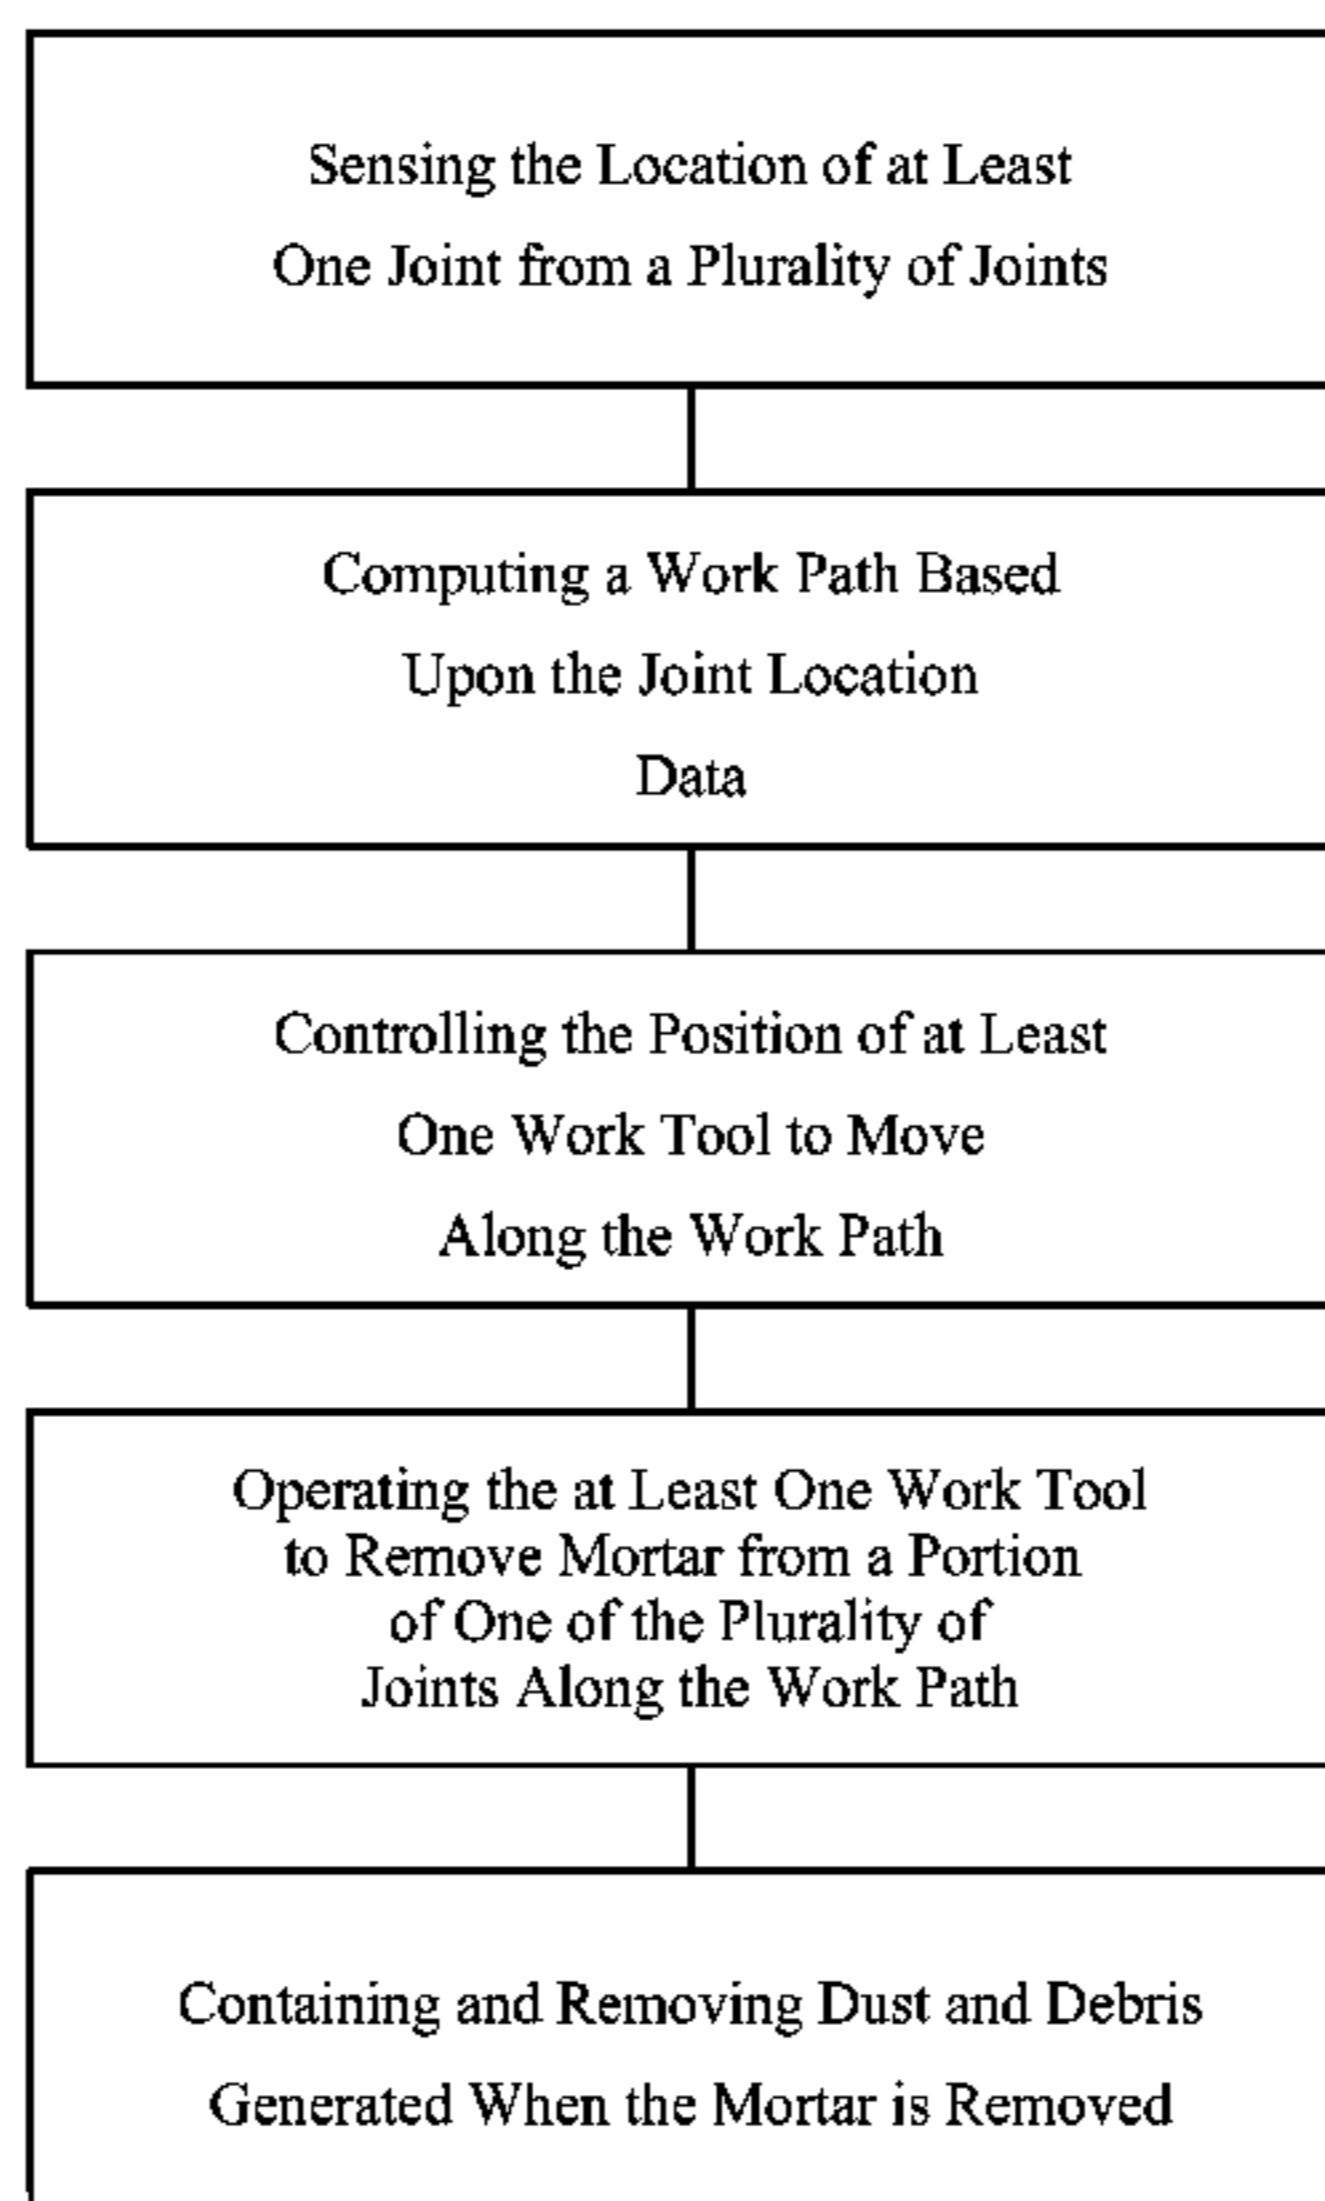 Sensing the Location of at Least
One Joint from a Plurality of Joints
Computing a Work Path Based
Upon the Joint Location
Data
Controlling the Position of at Least
One Work Tool to Move
Along the Work Path
Operating the at Least One Work Tool
to Remove Mortar from a Portion
of One of the Plurality of
Joints Along the Work Path
Containing and Removing Dust and Debris
Generated When the Mortar is Removed